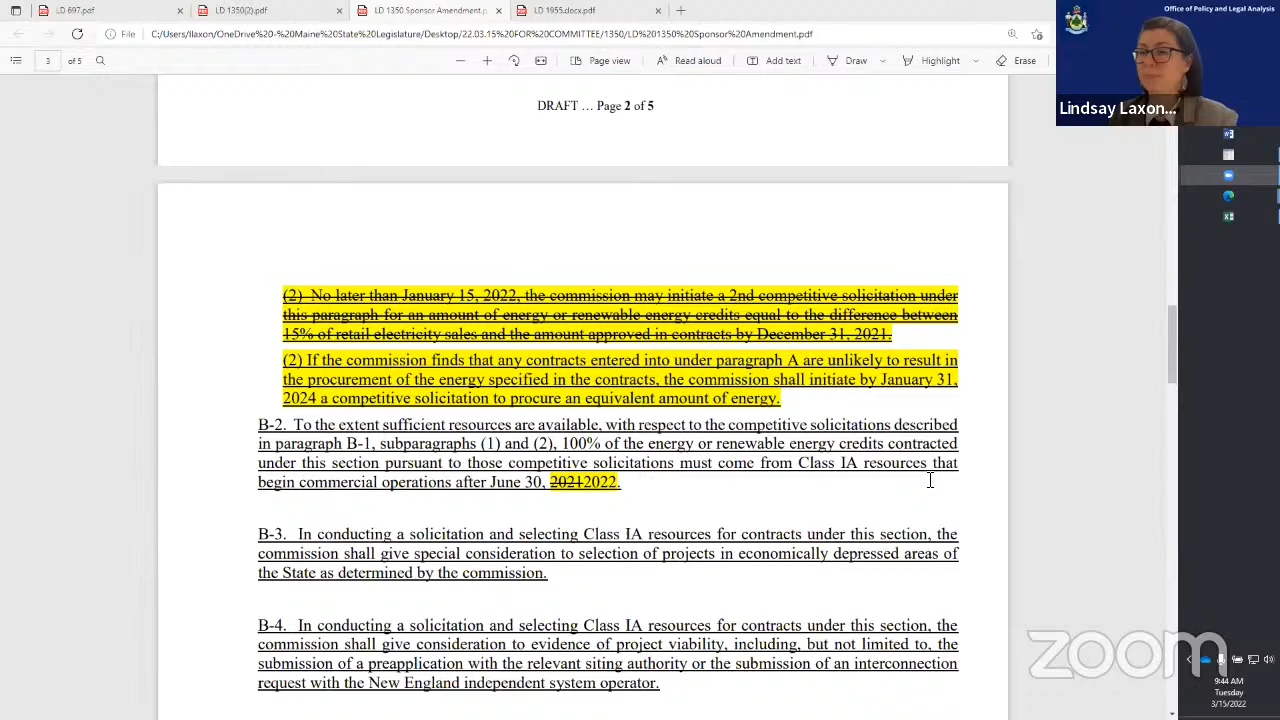 LD 697.pdf
LD 1350(2).pdf
LD 1350 Sponsor Amendment.p
LD 1955.docx.pdf
File
C:/Users/llaxon/OneDrive%20-%20Maine%20State%20Legislature/Desktop/22.03.15%20FOR%20COMMITTEE/1350/LD%201350%20Sponsor%20Amendment.pdf
3 of 5
Page view
Read aloud
Add text
Draw
Highlight
Erase
Office of Policy and Legal Analysis
Lindsay Laxon...
DRAFT … Page 2 of 5
(2) No later than January 15, 2022, the commission may initiate a 2nd competitive solicitation under
this paragraph for an amount of energy or renewable energy credits equal to the difference between
15% of retail electricity sales and the amount approved in contracts by December 31, 2021.
(2) If the commission finds that any contracts entered into under paragraph A are unlikely to result in
the procurement of the energy specified in the contracts, the commission shall initiate by January 31,
2024 a competitive solicitation to procure an equivalent amount of energy.
B-2. To the extent sufficient resources are available, with respect to the competitive solicitations described
in paragraph B-1, subparagraphs (1) and (2), 100% of the energy or renewable energy credits contracted
under this section pursuant to those competitive solicitations must come from Class IA resources that
begin commercial operations after June 30, 20212022.
B-3. In conducting a solicitation and selecting Class IA resources for contracts under this section, the
commission shall give special consideration to selection of projects in economically depressed areas of
the State as determined by the commission.
B-4. In conducting a solicitation and selecting Class IA resources for contracts under this section, the
commission shall give consideration to evidence of project viability, including, but not limited to, the
submission of a preapplication with the relevant siting authority or the submission of an interconnection
request with the New England independent system operator.
zoom
9:44 AM
Tuesday
3/15/2022